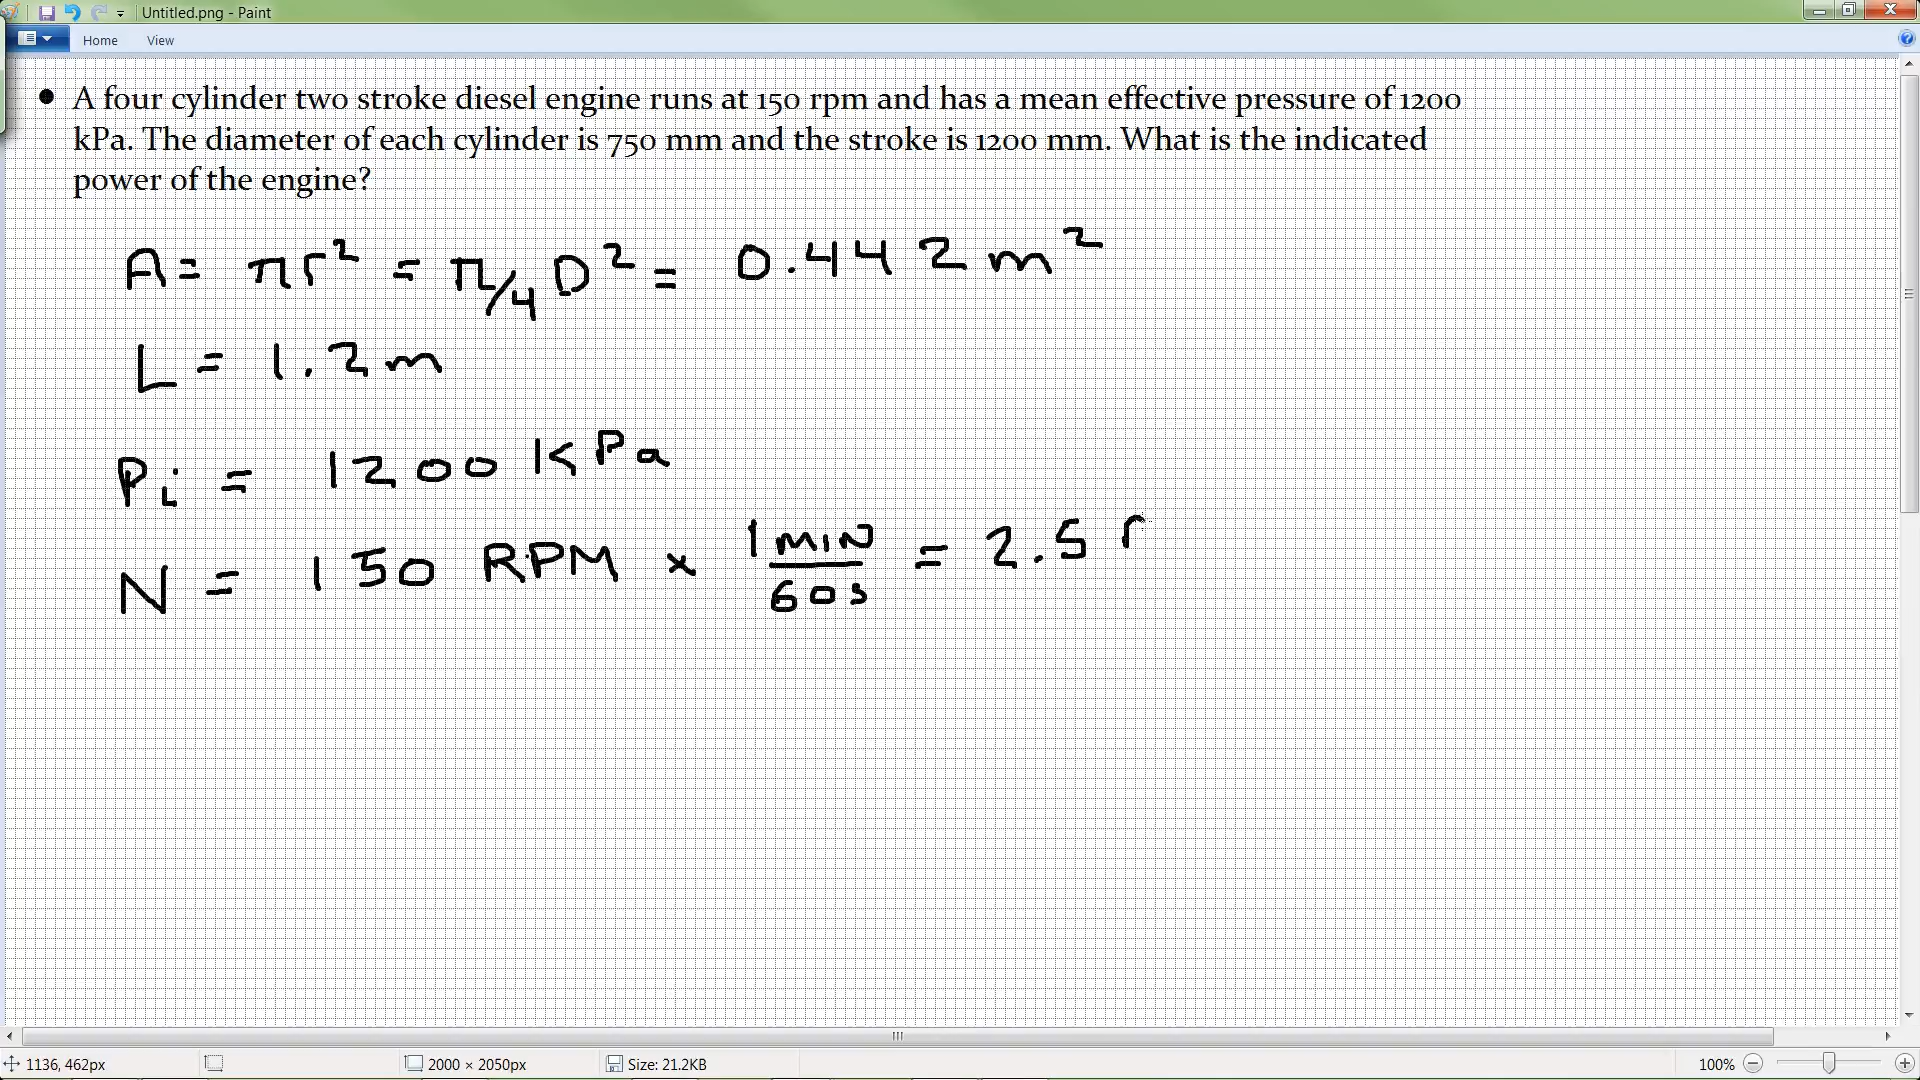 Untitled.png - Paint
Home View
• A four cylinder two stroke diesel engine runs at 150 rpm and has a mean effective pressure of 1200
kPa. The diameter of each cylinder is 750 mm and the stroke is 1200 mm. What is the indicated
power of the engine?
A = πr² = π/4 D² = 0.442 m²
L = 1.2m
Pi = 1200 kPa
N = 150 RPM × 1 min/60s = 2.5 r
1136, 462px 2000 × 2050px Size: 21.2KB 100%